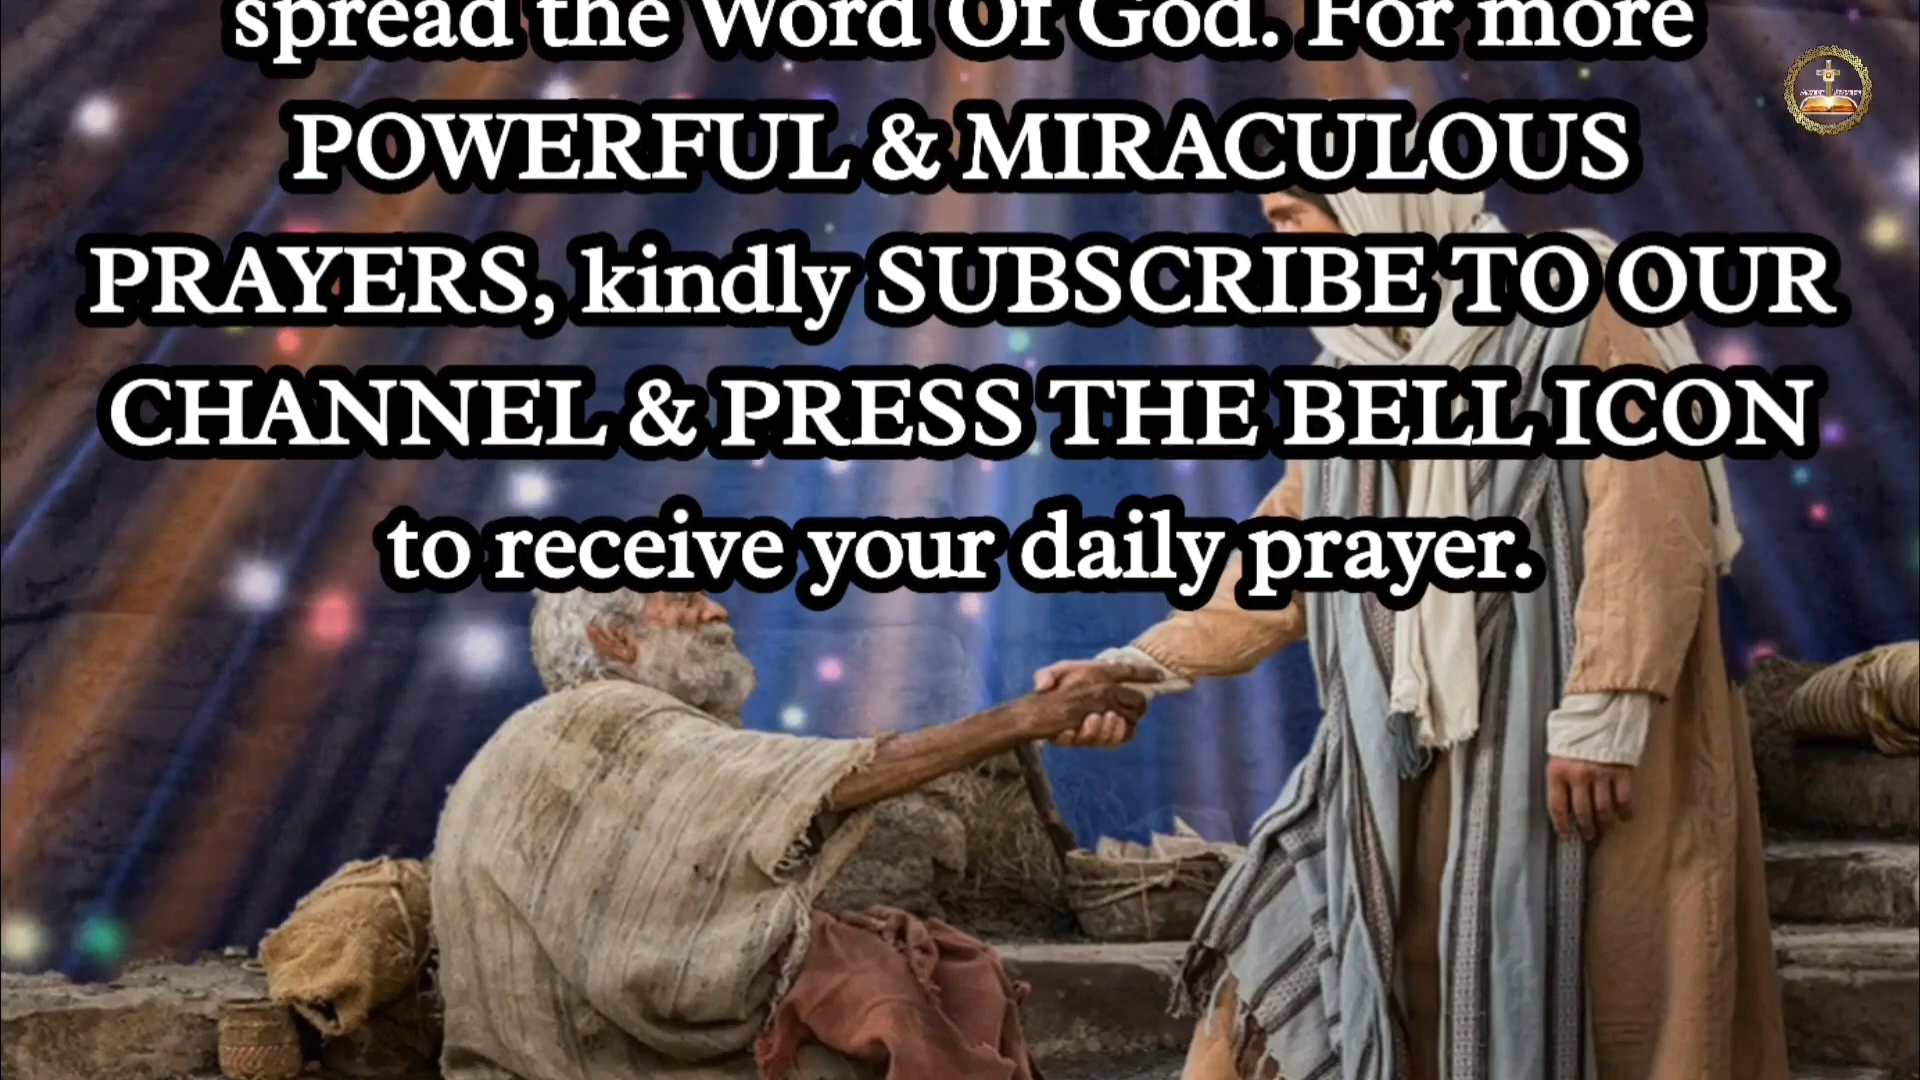 spread the Word Of God. For more
POWERFUL & MIRACULOUS
PRAYERS, kindly SUBSCRIBE TO OUR
CHANNEL & PRESS THE BELL ICON
to receive your daily prayer.